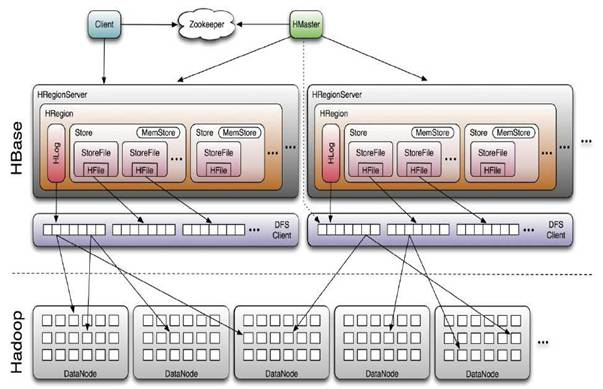 Client
Zookeeper
HMaster
HBase
HRegionServer
HRegion
HLog
Store
MemStore
StoreFile
HFile
StoreFile
HFile
...
Store
MemStore
StoreFile
HFile
...
...
HRegionServer
HRegion
HLog
Store
MemStore
StoreFile
HFile
StoreFile
HFile
...
Store
MemStore
StoreFile
HFile
...
...
...
...
DFS
Client
...
DFS
Client
Hadoop
DataNode
DataNode
DataNode
DataNode
DataNode
...